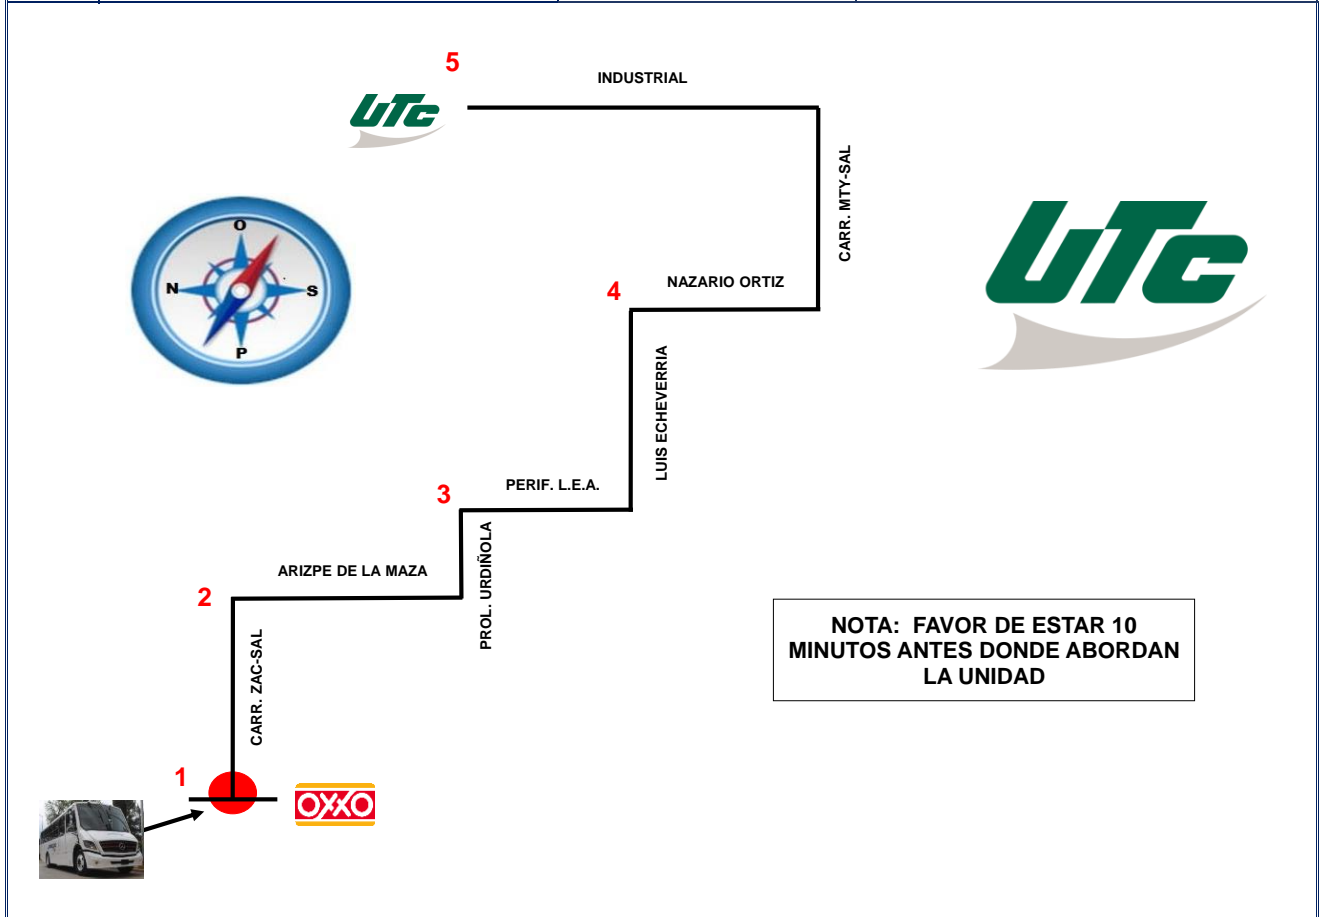 5
INDUSTRIAL
UTC
CARR. MTY-SAL
O
N
S
P
UTC
4
NAZARIO ORTIZ
LUIS ECHEVERRIA
3
PERIF. L.E.A.
PROL. URDIÑOLA
2
ARIZPE DE LA MAZA
CARR. ZAC-SAL
NOTA: FAVOR DE ESTAR 10
MINUTOS ANTES DONDE ABORDAN
LA UNIDAD
1
OXXO